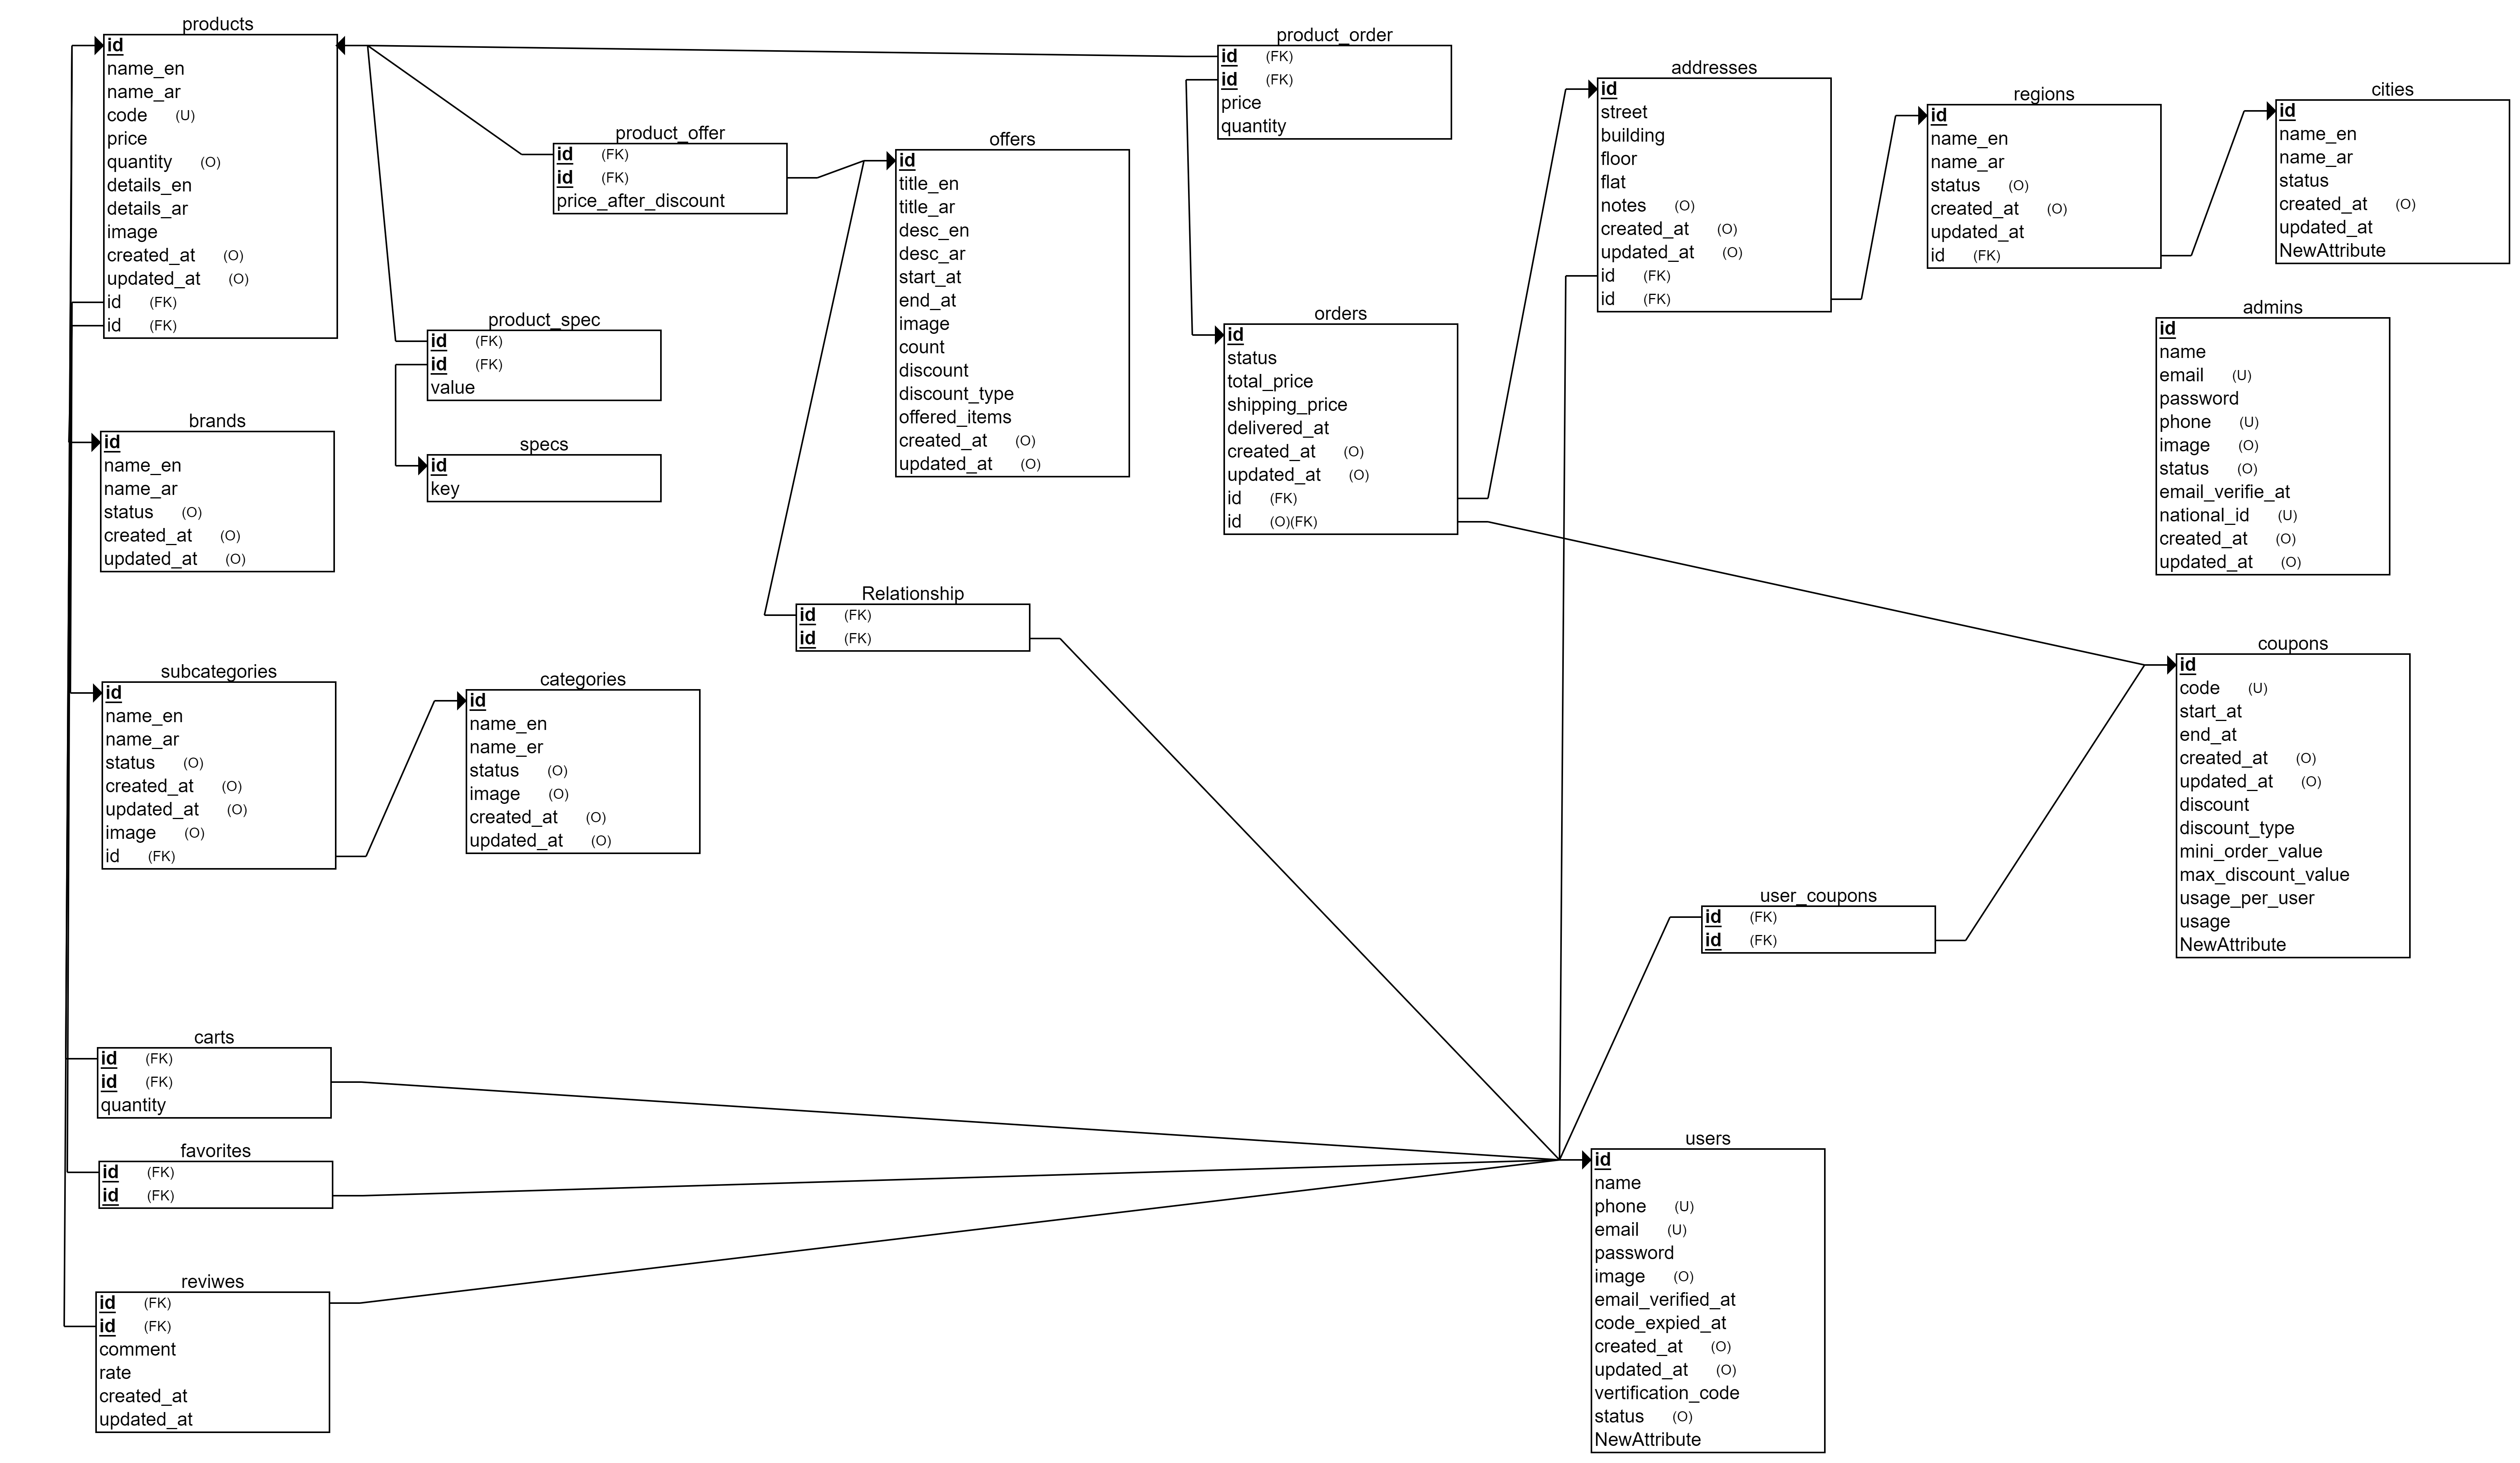 products
id
name_en
name_ar
code (U)
price
quantity (O)
details_en
details_ar
image
created_at (O)
updated_at (O)
id (FK)
id (FK)
product_offer
id (FK)
id (FK)
price_after_discount
offers
id
title_en
title_ar
desc_en
desc_ar
start_at
end_at
image
count
discount
discount_type
offered_items
created_at (O)
updated_at (O)
product_order
id (FK)
id (FK)
price
quantity
addresses
id
street
building
floor
flat
notes (O)
created_at (O)
updated_at (O)
id (FK)
id (FK)
regions
id
name_en
name_ar
status (O)
created_at (O)
updated_at
id (FK)
cities
id
name_en
name_ar
status
created_at (O)
updated_at
NewAttribute
product_spec
id (FK)
id (FK)
value
specs
id
key
orders
id
status
total_price
shipping_price
delivered_at
created_at (O)
updated_at (O)
id (FK)
id (O)(FK)
admins
id
name
email (U)
password
phone (U)
image (O)
status (O)
email_verifie_at
national_id (U)
created_at (O)
updated_at (O)
brands
id
name_en
name_ar
status (O)
created_at (O)
updated_at (O)
Relationship
id (FK)
id (FK)
subcategories
id
name_en
name_ar
status (O)
created_at (O)
updated_at (O)
image (O)
id (FK)
categories
id
name_en
name_er
status (O)
image (O)
created_at (O)
updated_at (O)
coupons
id
code (U)
start_at
end_at
created_at (O)
updated_at (O)
discount
discount_type
mini_order_value
max_discount_value
usage_per_user
usage
NewAttribute
user_coupons
id (FK)
id (FK)
carts
id (FK)
id (FK)
quantity
favorites
id (FK)
id (FK)
reviwes
id (FK)
id (FK)
comment
rate
created_at
updated_at
users
id
name
phone (U)
email (U)
password
image (O)
email_verified_at
code_expied_at
created_at (O)
updated_at (O)
vertification_code
status (O)
NewAttribute